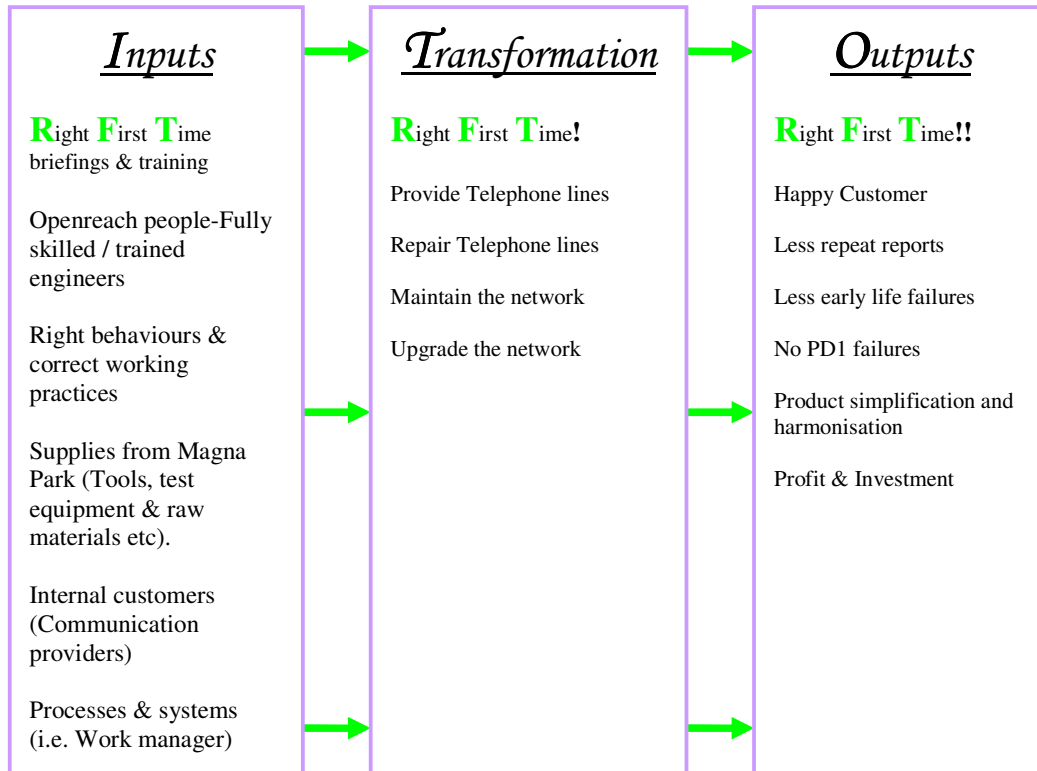 Inputs
Right First Time
briefings & training
Openreach people-Fully
skilled / trained
engineers
Right behaviours &
correct working
practices
Supplies from Magna
Park (Tools, test
equipment & raw
materials etc).
Internal customers
(Communication
providers)
Processes & systems
(i.e. Work manager)
Transformation
Right First Time!
Provide Telephone lines
Repair Telephone lines
Maintain the network
Upgrade the network
Outputs
Right First Time!!
Happy Customer
Less repeat reports
Less early life failures
No PD1 failures
Product simplification and
harmonisation
Profit & Investment